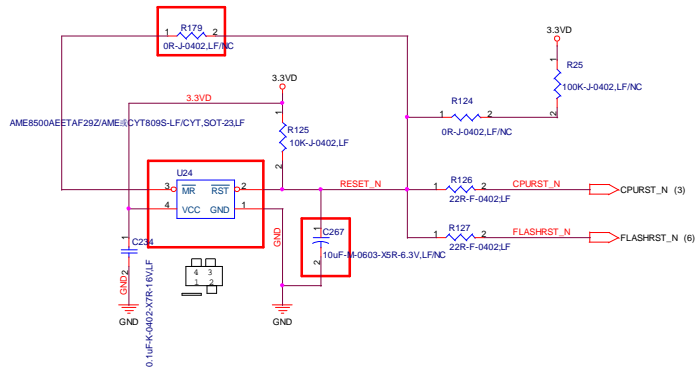 R179
1 2
0R-J-0402,LF/NC
3.3VD
R25
1 2
100K-J-0402,LF/NC
3.3VD
3.3VD
AME8500AEETAF29Z/AME或CYT809S-LF/CYT,SOT-23,LF
R125
1 2
10K-J-0402,LF
R124
1 2
0R-J-0402,LF/NC
U24
3 MR RST 2
4 VCC GND 1
RESET_N
R126
1 2
22R-F-0402,LF
CPURST_N
CPURST_N (3)
R127
1 2
22R-F-0402,LF
FLASHRST_N
FLASHRST_N (6)
C234
1 2
0.1uF-K-0402-X7R-16V,LF
GND
GND
GND
C267
1 2
10uF-M-0603-X5R-6.3V,LF/NC
4 3
1 2
GND